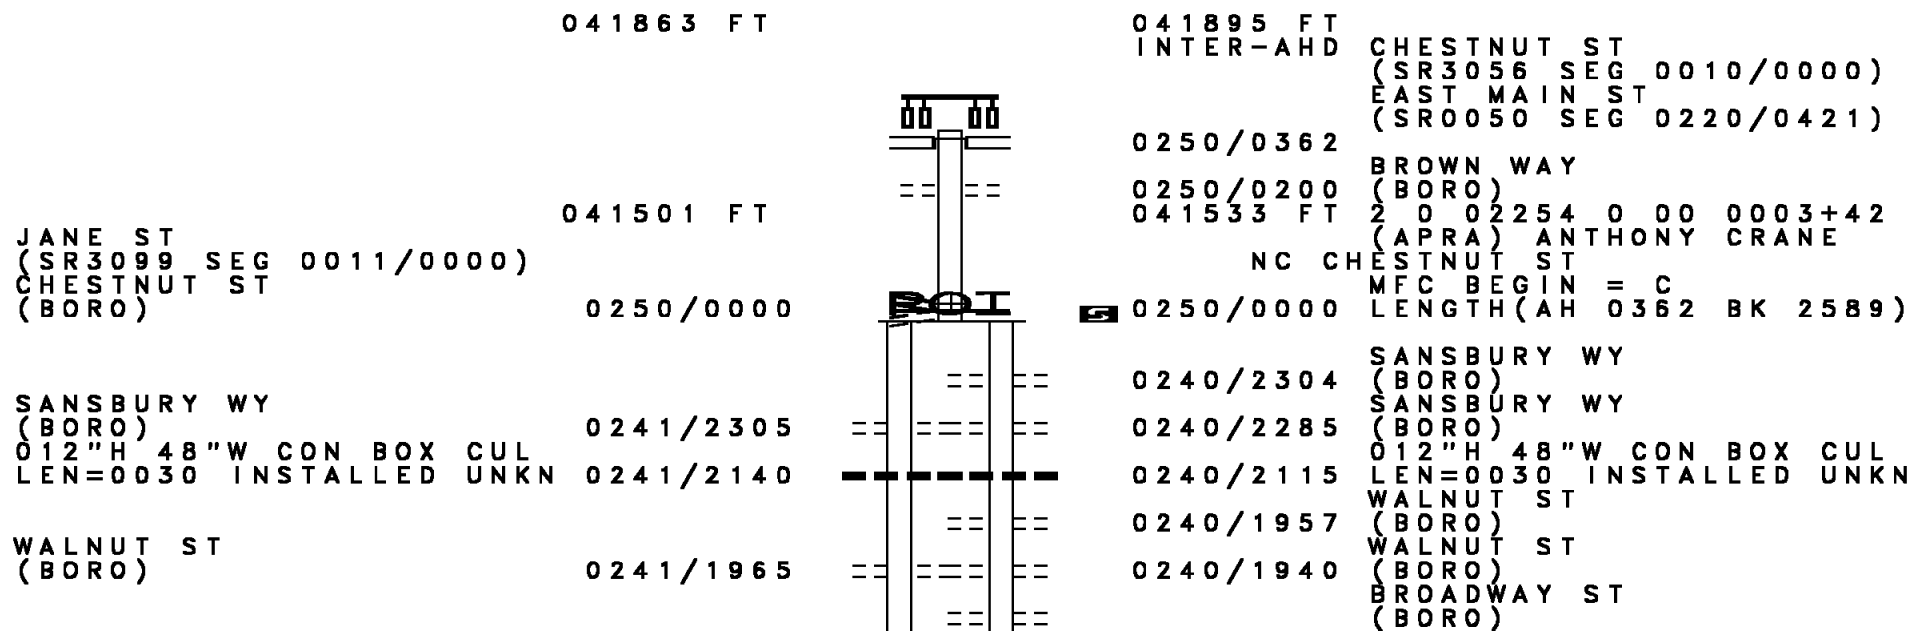 041863 FT 041895 FT
INTER-AHD CHESTNUT ST
(SR3056 SEG 0010/0000)
EAST MAIN ST
(SR0050 SEG 0220/0421)
0250/0362
BROWN WAY
0250/0200 (BORO)
041501 FT 041533 FT 2 0 02254 0 00 0003+42
JANE ST (APRA) ANTHONY CRANE
(SR3099 SEG 0011/0000) NC CHESTNUT ST
CHESTNUT ST MFC BEGIN = C
(BORO) 0250/0000 S 0250/0000 LENGTH(AH 0362 BK 2589)
SANSBURY WY
0240/2304 (BORO)
SANSBURY WY SANSBURY WY
(BORO) 0241/2305 0240/2285 (BORO)
012"H 48"W CON BOX CUL 012"H 48"W CON BOX CUL
LEN=0030 INSTALLED UNKN 0241/2140 0240/2115 LEN=0030 INSTALLED UNKN
WALNUT ST
0240/1957 (BORO)
WALNUT ST WALNUT ST
(BORO) 0241/1965 0240/1940 (BORO)
BROADWAY ST
(BORO)